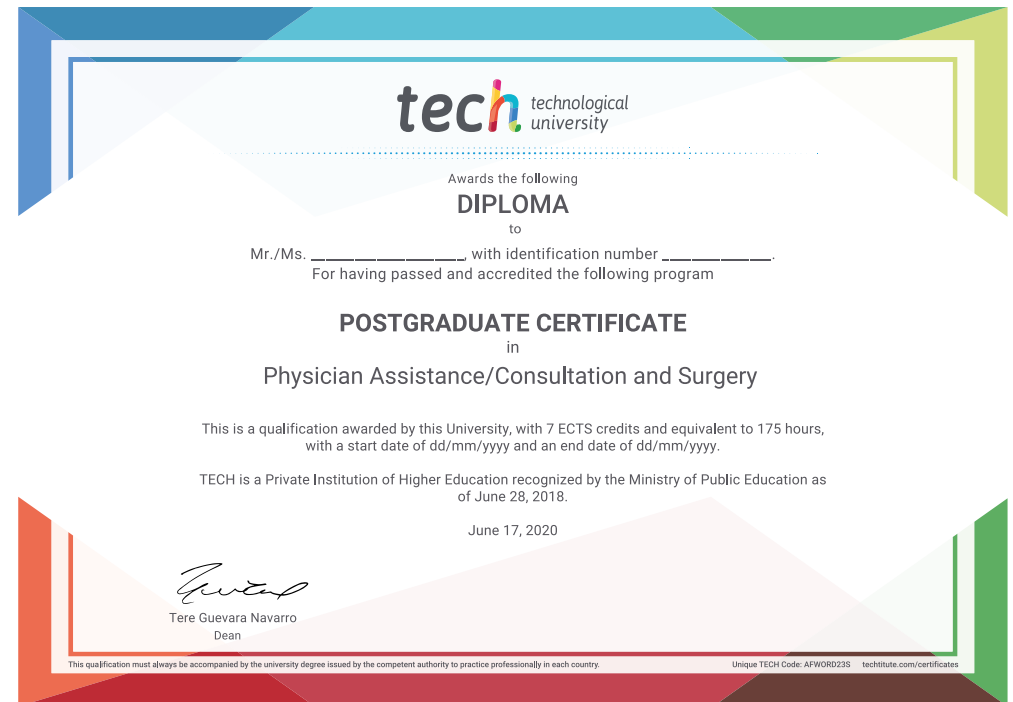 tech technological
university
Awards the following
DIPLOMA
to
Mr./Ms. _________________, with identification number ____________.
For having passed and accredited the following program
POSTGRADUATE CERTIFICATE
in
Physician Assistance/Consultation and Surgery
This is a qualification awarded by this University, with 7 ECTS credits and equivalent to 175 hours,
with a start date of dd/mm/yyyy and an end date of dd/mm/yyyy.
TECH is a Private Institution of Higher Education recognized by the Ministry of Public Education as
of June 28, 2018.
June 17, 2020
Tere Guevara Navarro
Dean
This qualification must always be accompanied by the university degree issued by the competent authority to practice professionally in each country.
Unique TECH Code: AFWORD23S techtitute.com/certificates